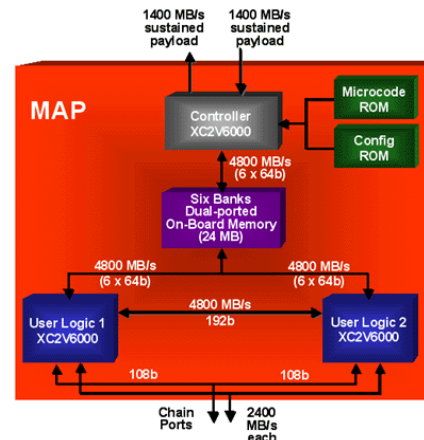 1400 MB/s
sustained
payload
1400 MB/s
sustained
payload
MAP
Controller
XC2V6000
Microcode
ROM
Config
ROM
4800 MB/s
(6 x 64b)
Six Banks
Dual-ported
On-Board Memory
(24 MB)
4800 MB/s
(6 x 64b)
4800 MB/s
(6 x 64b)
User Logic 1
XC2V6000
4800 MB/s
192b
User Logic 2
XC2V6000
108b
108b
Chain
Ports
2400
MB/s
each